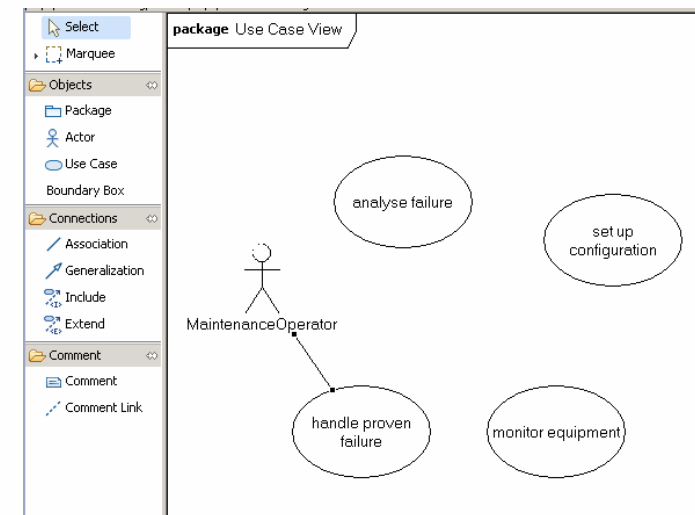 Select
Marquee
Objects
Package
Actor
Use Case
Boundary Box
Connections
Association
Generalization
Include
Extend
Comment
Comment
Comment Link
package Use Case View
analyse failure
set up
configuration
MaintenanceOperator
handle proven
failure
monitor equipment